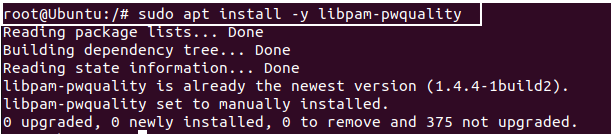 root@Ubuntu:/# sudo apt install -y libpam-pwquality
Reading package lists... Done
Building dependency tree... Done
Reading state information... Done
libpam-pwquality is already the newest version (1.4.4-1build2).
libpam-pwquality set to manually installed.
0 upgraded, 0 newly installed, 0 to remove and 375 not upgraded.